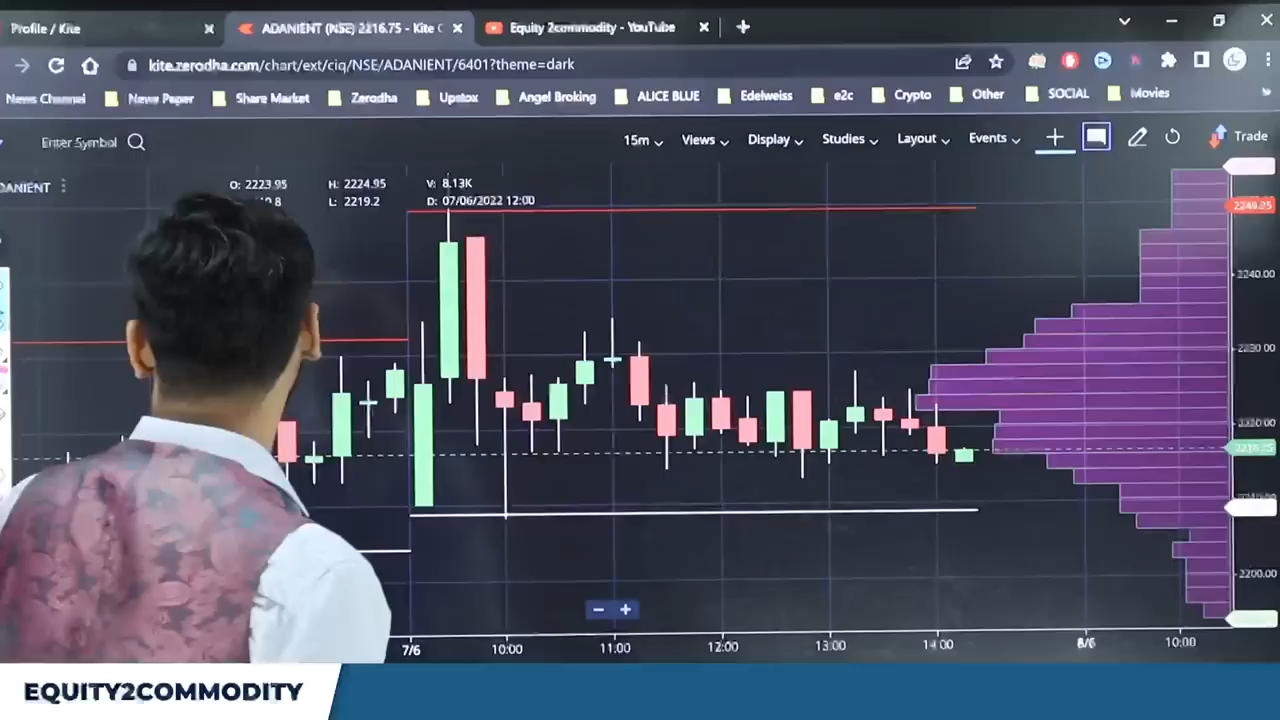 Profile / Kite
ADANIENT (NSE) 2216.75 - Kite C
Equity 2commodity - YouTube
kite.zerodha.com/chart/ext/ciq/NSE/ADANIENT/6401?theme=dark
News Channel
News Paper
Share Market
Zerodha
Upstox
Angel Broking
ALICE BLUE
Edelweiss
e2c
Crypto
Other
SOCIAL
Movies
Enter Symbol
15m
Views
Display
Studies
Layout
Events
Trade
DANIENT
O: 2223.95
H: 2224.95
V: 8.13K
L: 2219.2
D: 07/06/2022 12:00
2249.25
2240.00
2230.00
2216.75
2200.00
7/6
10:00
11:00
12:00
13:00
14:00
8/6
10:00
EQUITY2COMMODITY